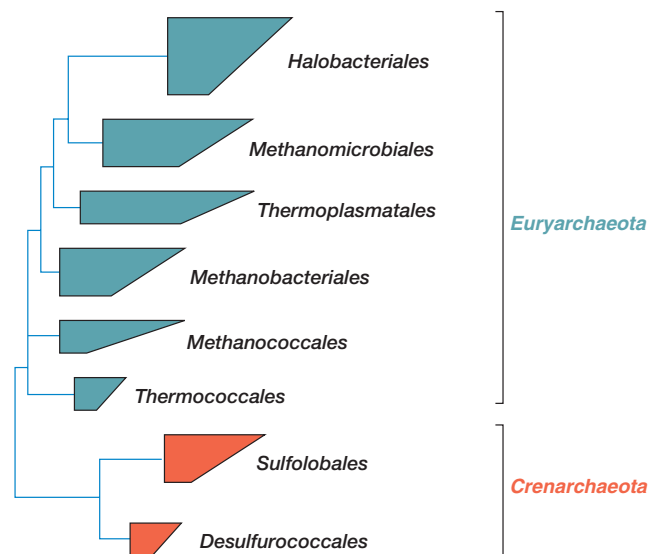 Halobacteriales
Methanomicrobiales
Thermoplasmatales
Euryarchaeota
Methanobacteriales
Methanococcales
Thermococcales
Sulfolobales
Crenarchaeota
Desulfurococcales